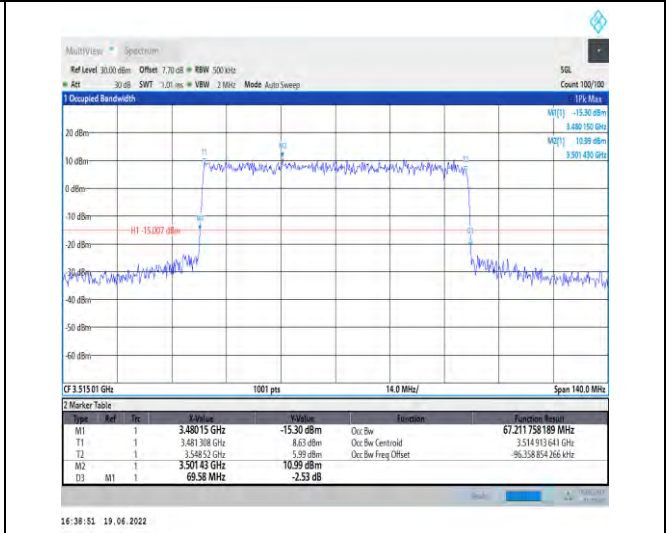 MultiView Spectrum
Ref Level 30.00 dBm Offset 7.70 dB RBW 500 kHz SGL
Att 30 dB SWT 1.01 ms VBW 2 MHz Mode Auto Sweep Count 100/100
1 Occupied Bandwidth 1Pk Max
M1[1] -15.30 dBm
3.480 150 GHz
M2[1] 10.99 dBm
3.501 430 GHz
20 dBm
10 dBm
0 dBm
-10 dBm
H1 -15.007 dBm
-20 dBm
-30 dBm
-40 dBm
-50 dBm
-60 dBm
T1
M2
T2
M1
D3
CF 3.515 01 GHz 1001 pts 14.0 MHz/ Span 140.0 MHz
2 Marker Table
Type Ref Trc X-Value Y-Value Function Function Result
M1 1 3.480 15 GHz -15.30 dBm Occ Bw 67.211 758 189 MHz
T1 1 3.481 308 GHz 8.63 dBm Occ Bw Centroid 3.514 913 641 GHz
T2 1 3.548 52 GHz 5.99 dBm Occ Bw Freq Offset -96.358 854 266 kHz
M2 1 3.501 43 GHz 10.99 dBm
D3 M1 1 69.58 MHz -2.53 dB
Ready
16:38:51 19.06.2022